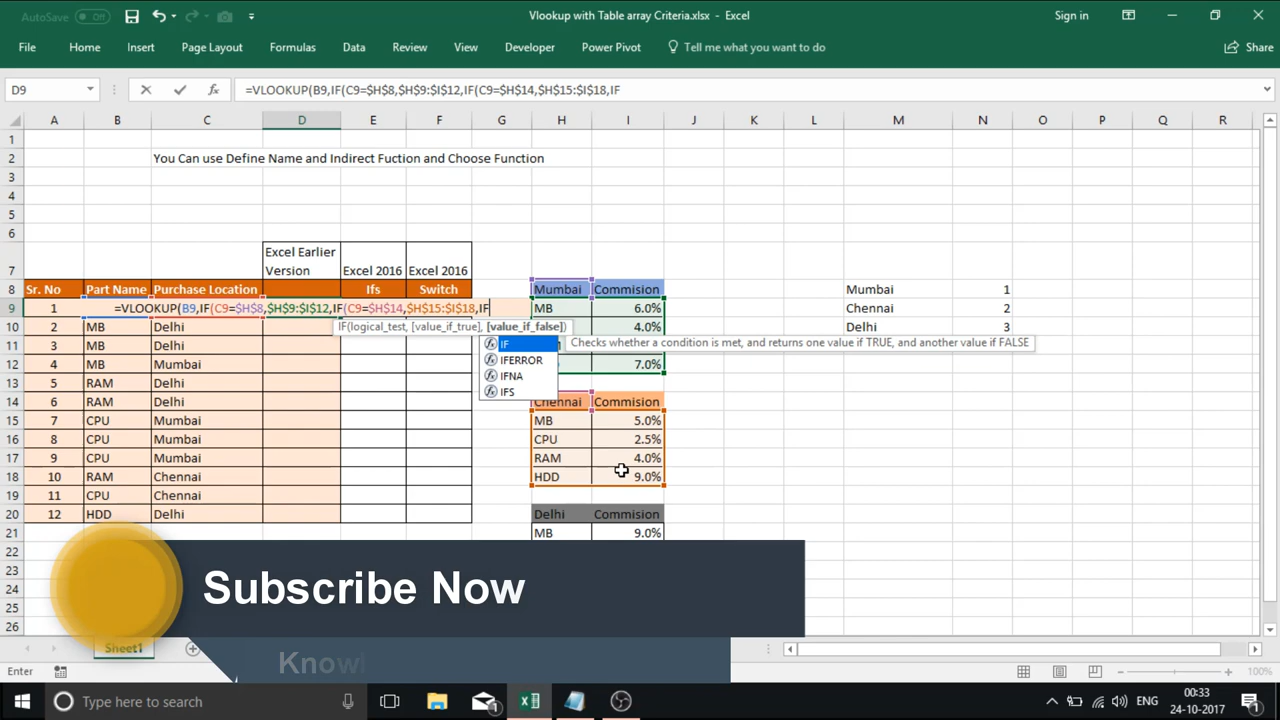 AutoSave Off
Vlookup with Table array Criteria.xlsx - Excel
Sign in
File Home Insert Page Layout Formulas Data Review View Developer Power Pivot Tell me what you want to do Share
D9 =VLOOKUP(B9,IF(C9=$H$8,$H$9:$I$12,IF(C9=$H$14,$H$15:$I$18,IF
A B C D E F G H I J K L M N O P Q R
1
2 You Can use Define Name and Indirect Fuction and Choose Function
3
4
5
6
Excel Earlier
7 Version Excel 2016 Excel 2016
8 Sr. No Part Name Purchase Location Ifs Switch Mumbai Commision Mumbai 1
9 1 =VLOOKUP(B9,IF(C9=$H$8,$H$9:$I$12,IF(C9=$H$14,$H$15:$I$18,IF MB 6.0% Chennai 2
10 2 MB Delhi IF(logical_test, [value_if_true], [value_if_false]) 4.0% Delhi 3
11 3 MB Delhi IF Checks whether a condition is met, and returns one value if TRUE, and another value if FALSE
IFERROR
12 4 MB Mumbai 7.0%
IFNA
13 5 RAM Delhi
IFS
14 6 RAM Delhi Chennai Commision
15 7 CPU Mumbai MB 5.0%
16 8 CPU Mumbai CPU 2.5%
17 9 CPU Mumbai RAM 4.0%
18 10 RAM Chennai HDD 9.0%
19 11 CPU Chennai
20 12 HDD Delhi Delhi Commision
21 MB 9.0%
22
23
24
25
26
Subscribe Now
Knowl
Sheet1
Enter 100%
Type here to search
1
ENG
00:33
24-10-2017
1